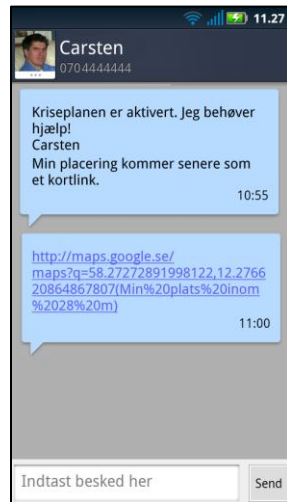 11.27
Carsten
0704444444
Kriseplanen er aktivert. Jeg behøver
hjælp!
Carsten
Min placering kommer senere som
et kortlink.
10:55
http://maps.google.se/
maps?q=58.27272891998122,12.2766
20864867807(Min%20plats%20inom
%2028%20m)
11:00
Indtast besked her
Send